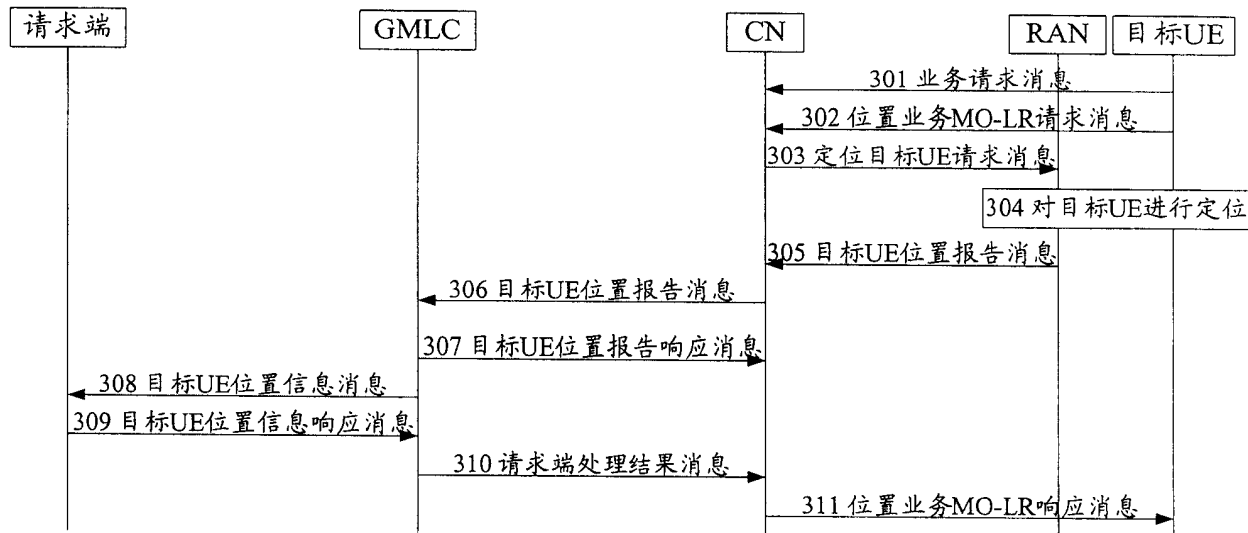 请求端
GMLC
CN
RAN
目标UE
301 业务请求消息
302 位置业务MO-LR请求消息
303 定位目标UE请求消息
304 对目标UE进行定位
305 目标UE位置报告消息
306 目标UE位置报告消息
307 目标UE位置报告响应消息
308 目标UE位置信息消息
309 目标UE位置信息响应消息
310 请求端处理结果消息
311 位置业务MO-LR响应消息